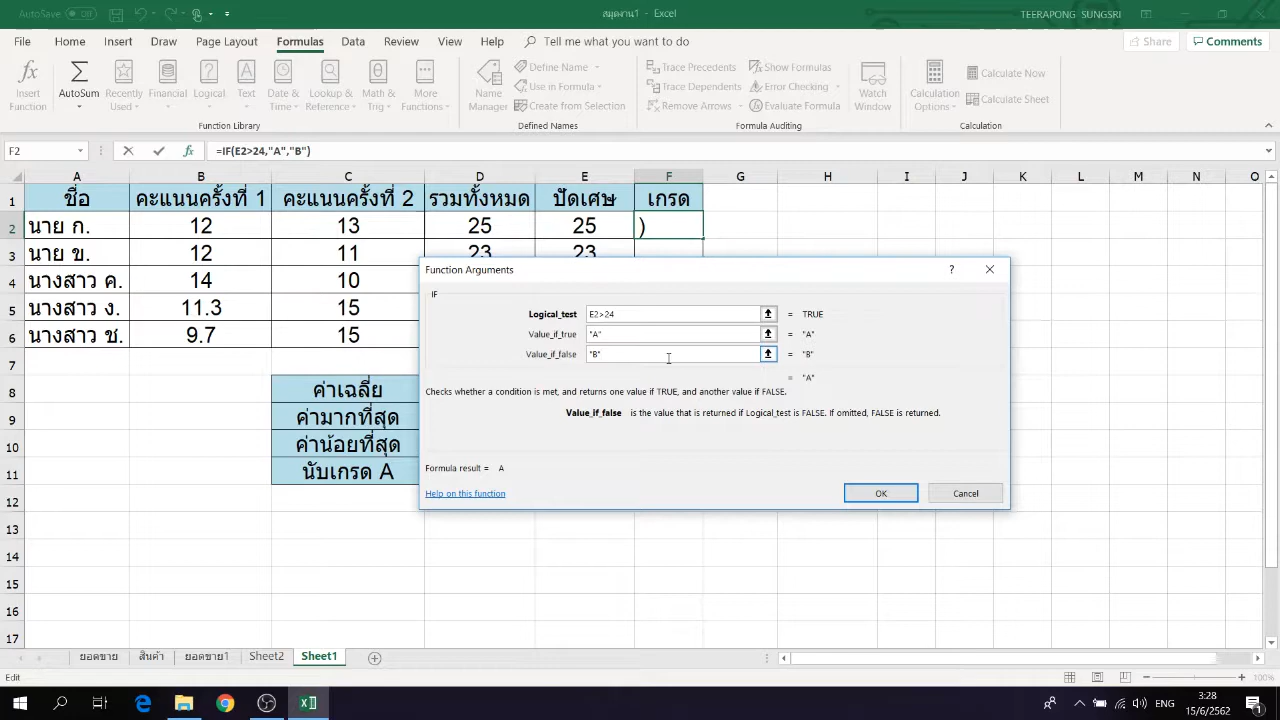 AutoSave Off
สมุดงาน1 - Excel
TEERAPONG SUNGSRI
File Home Insert Draw Page Layout Formulas Data Review View Help Tell me what you want to do
Share Comments
Insert Function
AutoSum
Recently Used
Financial
Logical
Text
Date & Time
Lookup & Reference
Math & Trig
More Functions
Function Library
Name Manager
Define Name
Use in Formula
Create from Selection
Defined Names
Trace Precedents
Trace Dependents
Remove Arrows
Show Formulas
Error Checking
Evaluate Formula
Formula Auditing
Watch Window
Calculation Options
Calculate Now
Calculate Sheet
Calculation
F2
fx
=IF(E2>24,"A","B")
A B C D E F G H I J K L M N O
1 ชื่อ คะแนนครั้งที่ 1 คะแนนครั้งที่ 2 รวมทั้งหมด ปัดเศษ เกรด
2 นาย ก. 12 13 25 25 )
3 นาย ข. 12 11 23 23
4 นางสาว ค. 14 10
5 นางสาว ง. 11.3 15
6 นางสาว ช. 9.7 15
7
8 ค่าเฉลี่ย
9 ค่ามากที่สุด
10 ค่าน้อยที่สุด
11 นับเกรด A
12
13
14
15
16
17
Function Arguments
?
IF
Logical_test E2>24 = TRUE
Value_if_true "A" = "A"
Value_if_false "B" = "B"
= "A"
Checks whether a condition is met, and returns one value if TRUE, and another value if FALSE.
Value_if_false is the value that is returned if Logical_test is FALSE. If omitted, FALSE is returned.
Formula result = A
Help on this function
OK
Cancel
ยอดขาย สินค้า ยอดขาย1 Sheet2 Sheet1
Edit
100%
ENG
3:28
15/6/2562
1